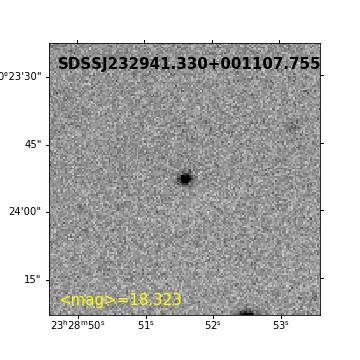 SDSSJ232941.330+001107.755
0°23'30"
45"
24'00"
15"
<mag>=18.323
23ʰ28ᵐ50ˢ 51ˢ 52ˢ 53ˢ